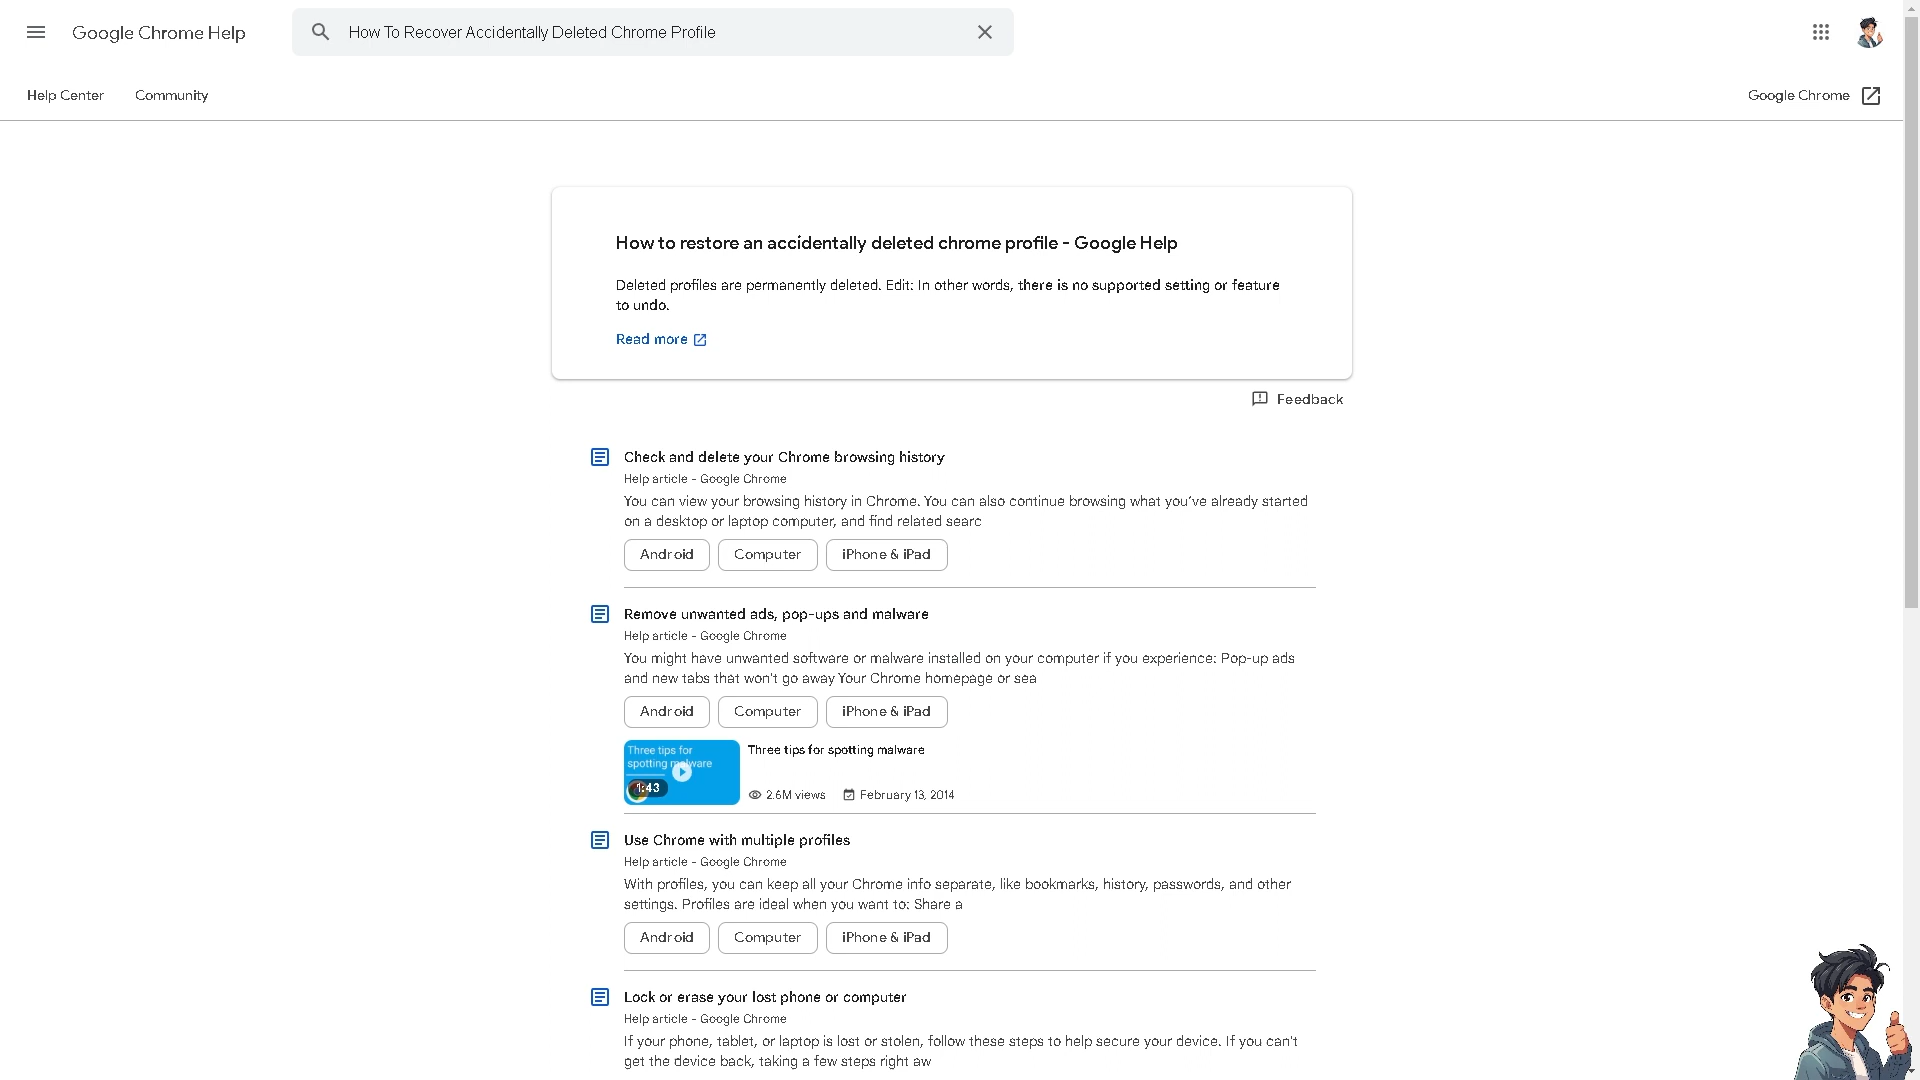 Google Chrome Help
How To Recover Accidentally Deleted Chrome Profile
Help Center
Community
Google Chrome
How to restore an accidentally deleted chrome profile - Google Help
Deleted profiles are permanently deleted. Edit: In other words, there is no supported setting or feature
to undo.
Read more
Feedback
Check and delete your Chrome browsing history
Help article - Google Chrome
You can view your browsing history in Chrome. You can also continue browsing what you’ve already started
on a desktop or laptop computer, and find related searc
Android
Computer
iPhone & iPad
Remove unwanted ads, pop-ups and malware
Help article - Google Chrome
You might have unwanted software or malware installed on your computer if you experience: Pop-up ads
and new tabs that won't go away Your Chrome homepage or sea
Android
Computer
iPhone & iPad
Three tips for
spotting malware
1:43
Three tips for spotting malware
2.6M views
February 13, 2014
Use Chrome with multiple profiles
Help article - Google Chrome
With profiles, you can keep all your Chrome info separate, like bookmarks, history, passwords, and other
settings. Profiles are ideal when you want to: Share a
Android
Computer
iPhone & iPad
Lock or erase your lost phone or computer
Help article - Google Chrome
If your phone, tablet, or laptop is lost or stolen, follow these steps to help secure your device. If you can't
get the device back, taking a few steps right aw